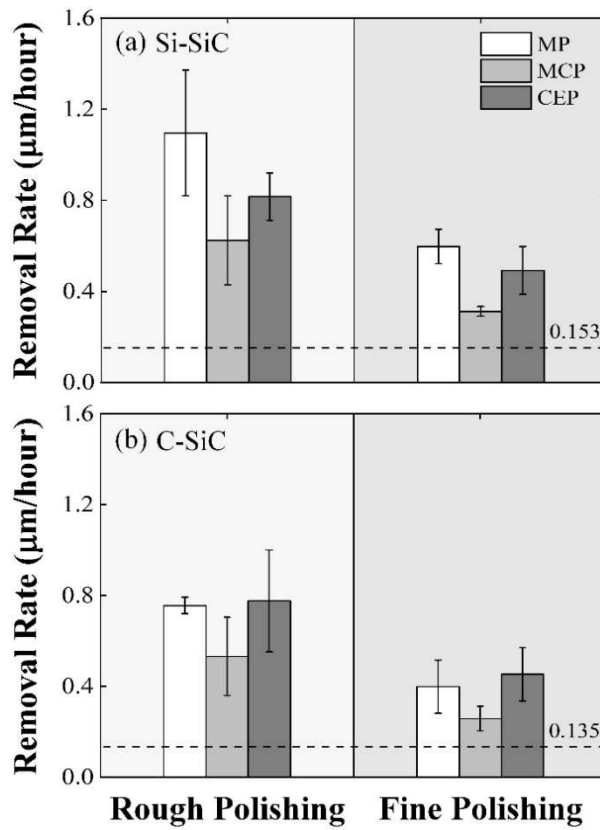 1.6
(a) Si-SiC
MP
MCP
CEP
1.2
0.8
0.4
0.153
0.0
Removal Rate (μm/hour)
1.6
(b) C-SiC
1.2
0.8
0.4
0.135
0.0
Removal Rate (μm/hour)
Rough Polishing
Fine Polishing